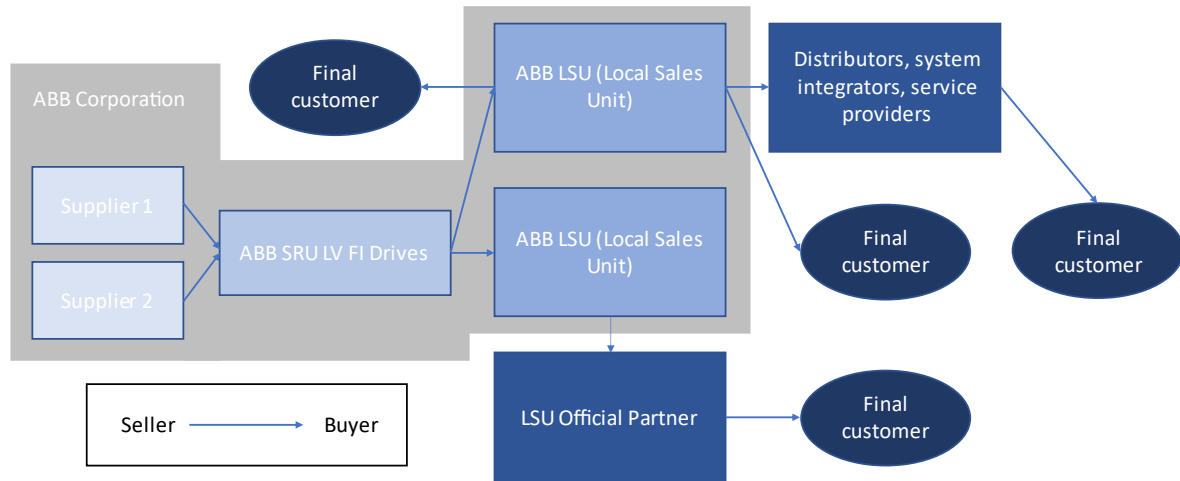 ABB Corporation
Final
customer
ABB LSU (Local Sales
Unit)
Distributors, system
integrators, service
providers
Supplier 1
Supplier 2
ABB SRU LV FI Drives
ABB LSU (Local Sales
Unit)
Final
customer
Final
customer
Seller
Buyer
LSU Official Partner
Final
customer